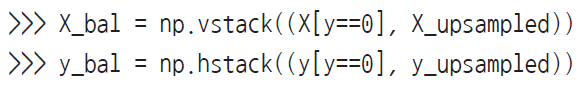 >>> X_bal = np.vstack((X[y==0], X_upsampled))
>>> y_bal = np.hstack((y[y==0], y_upsampled))